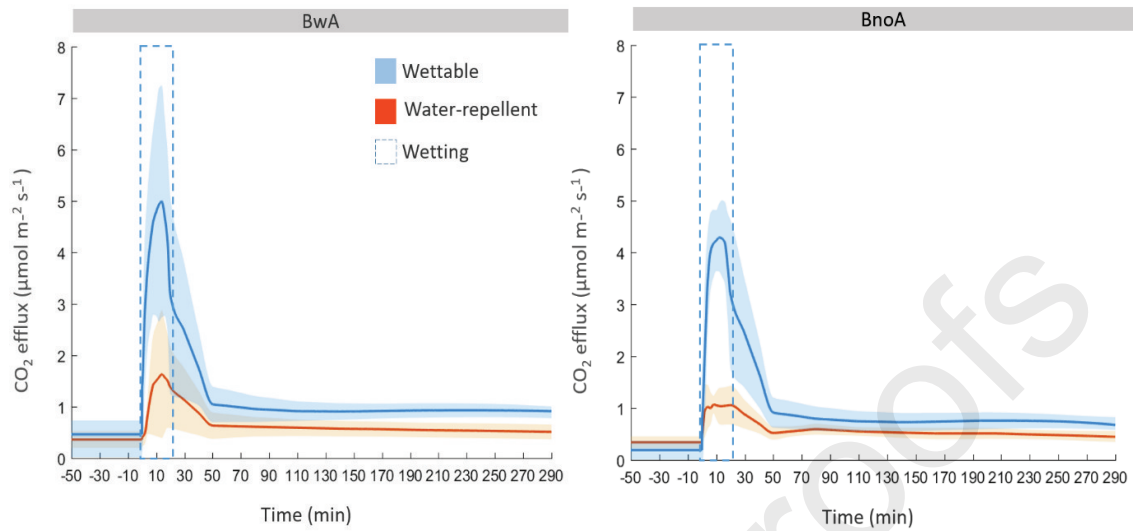 BwA
8
7
6
5
4
3
2
1
0
CO₂ efflux (µmol m⁻² s⁻¹)
-50 -30 -10 10 30 50 70 90 110 130 150 170 190 210 230 250 270 290
Time (min)
Wettable
Water-repellent
Wetting
BnoA
8
7
6
5
4
3
2
1
0
CO₂ efflux (µmol m⁻² s⁻¹)
-50 -30 -10 10 30 50 70 90 110 130 150 170 190 210 230 250 270 290
Time (min)
roofs